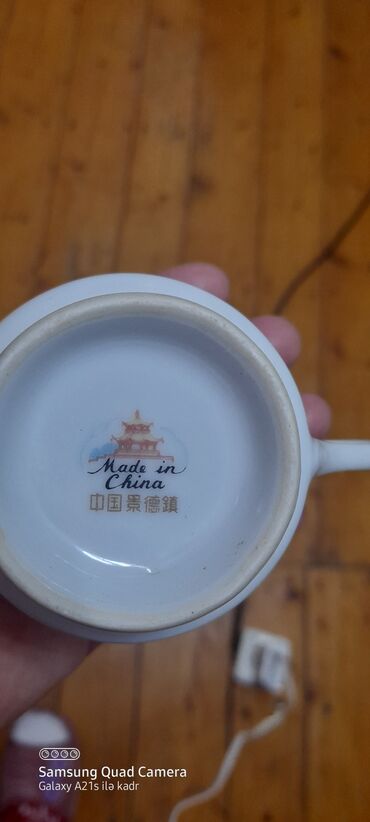 Made in
China
中国景德鎮
SAMSUNG Quad Camera
Galaxy A21s ilə kadr